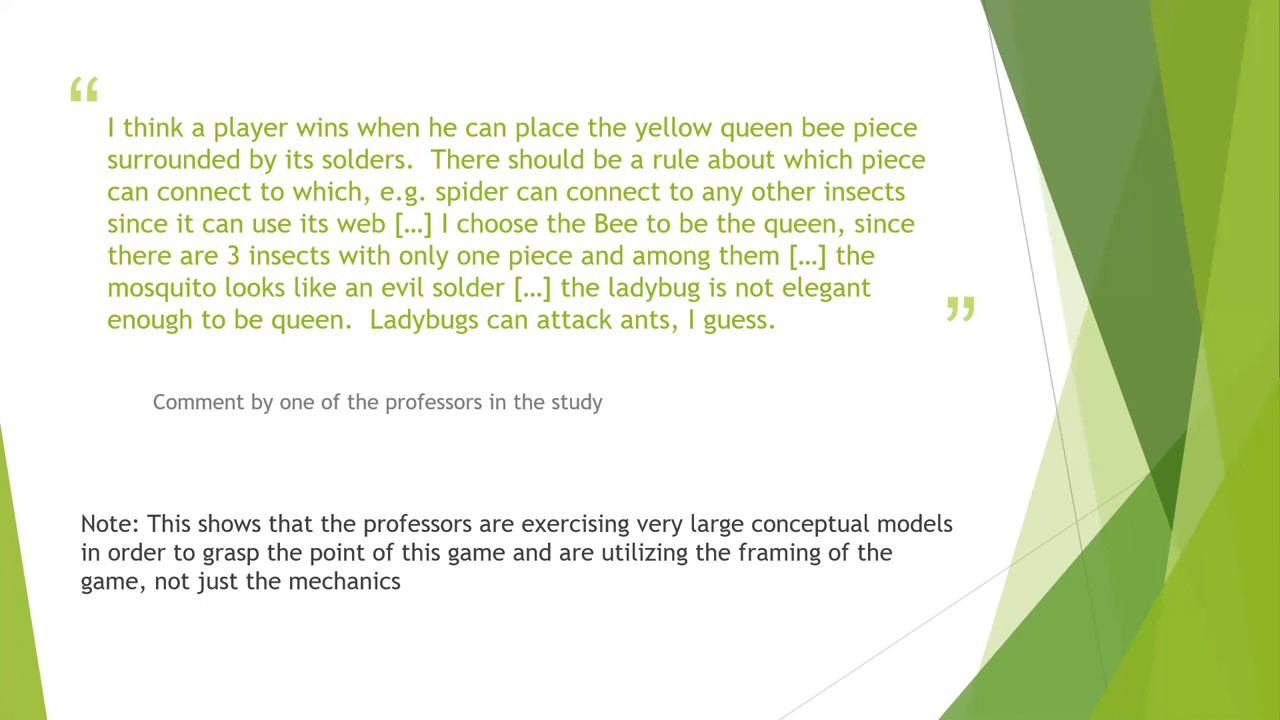 “
I think a player wins when he can place the yellow queen bee piece
surrounded by its solders.  There should be a rule about which piece
can connect to which, e.g. spider can connect to any other insects
since it can use its web […] I choose the Bee to be the queen, since
there are 3 insects with only one piece and among them […] the
mosquito looks like an evil solder […] the ladybug is not elegant
enough to be queen.  Ladybugs can attack ants, I guess.
”
Comment by one of the professors in the study
Note: This shows that the professors are exercising very large conceptual models
in order to grasp the point of this game and are utilizing the framing of the
game, not just the mechanics